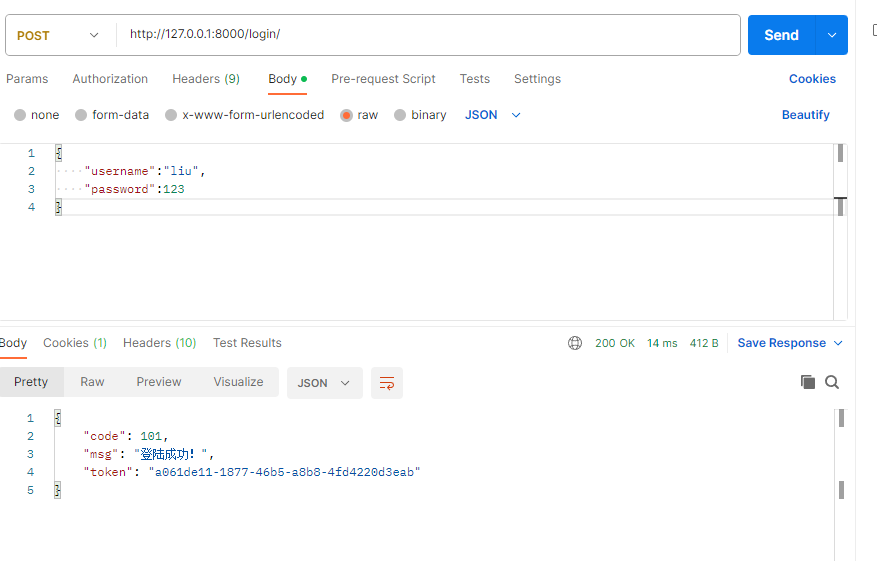 POST http://127.0.0.1:8000/login/ Send
Params Authorization Headers (9) Body Pre-request Script Tests Settings Cookies
none form-data x-www-form-urlencoded raw binary JSON Beautify
1 {
2 "username":"liu",
3 "password":123
4 }
Body Cookies (1) Headers (10) Test Results 200 OK 14 ms 412 B Save Response
Pretty Raw Preview Visualize JSON
1 {
2 "code": 101,
3 "msg": "登陆成功！",
4 "token": "a061de11-1877-46b5-a8b8-4fd4220d3eab"
5 }